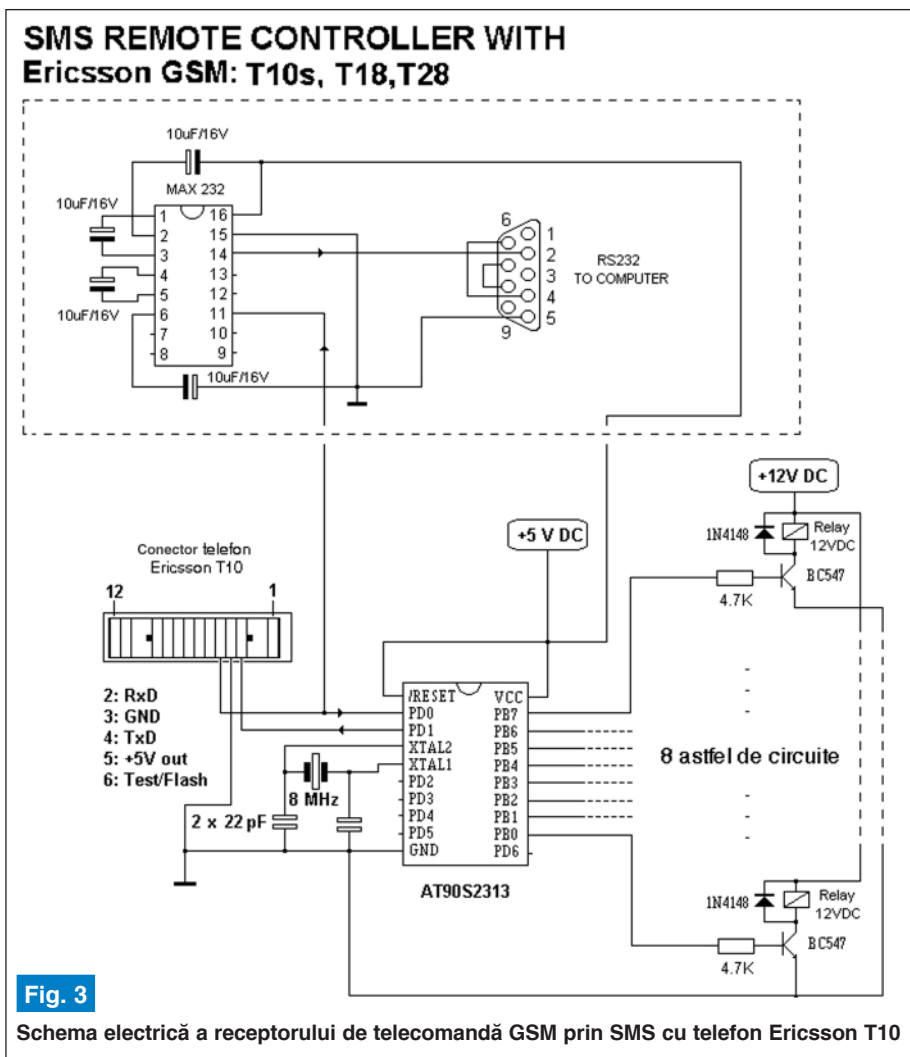 SMS REMOTE CONTROLLER WITH
Ericsson GSM: T10s, T18,T28
10uF/16V
MAX 232
10uF/16V
10uF/16V
10uF/16V
1
2
3
4
5
6
7
8
16
15
14
13
12
11
10
9
6
9
1
2
3
4
5
RS232
TO COMPUTER
+12V DC
1N4148
Relay
12VDC
BC547
4.7K
+5 V DC
Conector telefon
Ericsson T10
12
1
2: RxD
3: GND
4: TxD
5: +5V out
6: Test/Flash
8 MHz
2 x 22 pF
/RESET
PD0
PD1
XTAL2
XTAL1
PD2
PD3
PD4
PD5
GND
VCC
PB7
PB6
PB5
PB4
PB3
PB2
PB1
PB0
PD6
AT90S2313
8 astfel de circuite
1N4148
Relay
12VDC
BC547
4.7K
Fig. 3
Schema electrică a receptorului de telecomandă GSM prin SMS cu telefon Ericsson T10